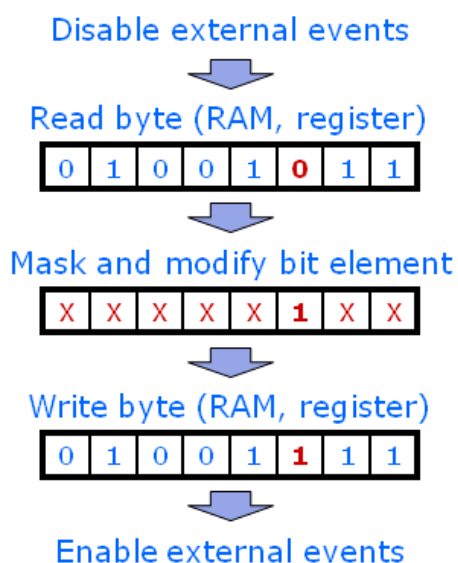 Disable external events
Read byte (RAM, register)
0 1 0 0 1 0 1 1
Mask and modify bit element
X X X X X 1 X X
Write byte (RAM, register)
0 1 0 0 1 1 1 1
Enable external events